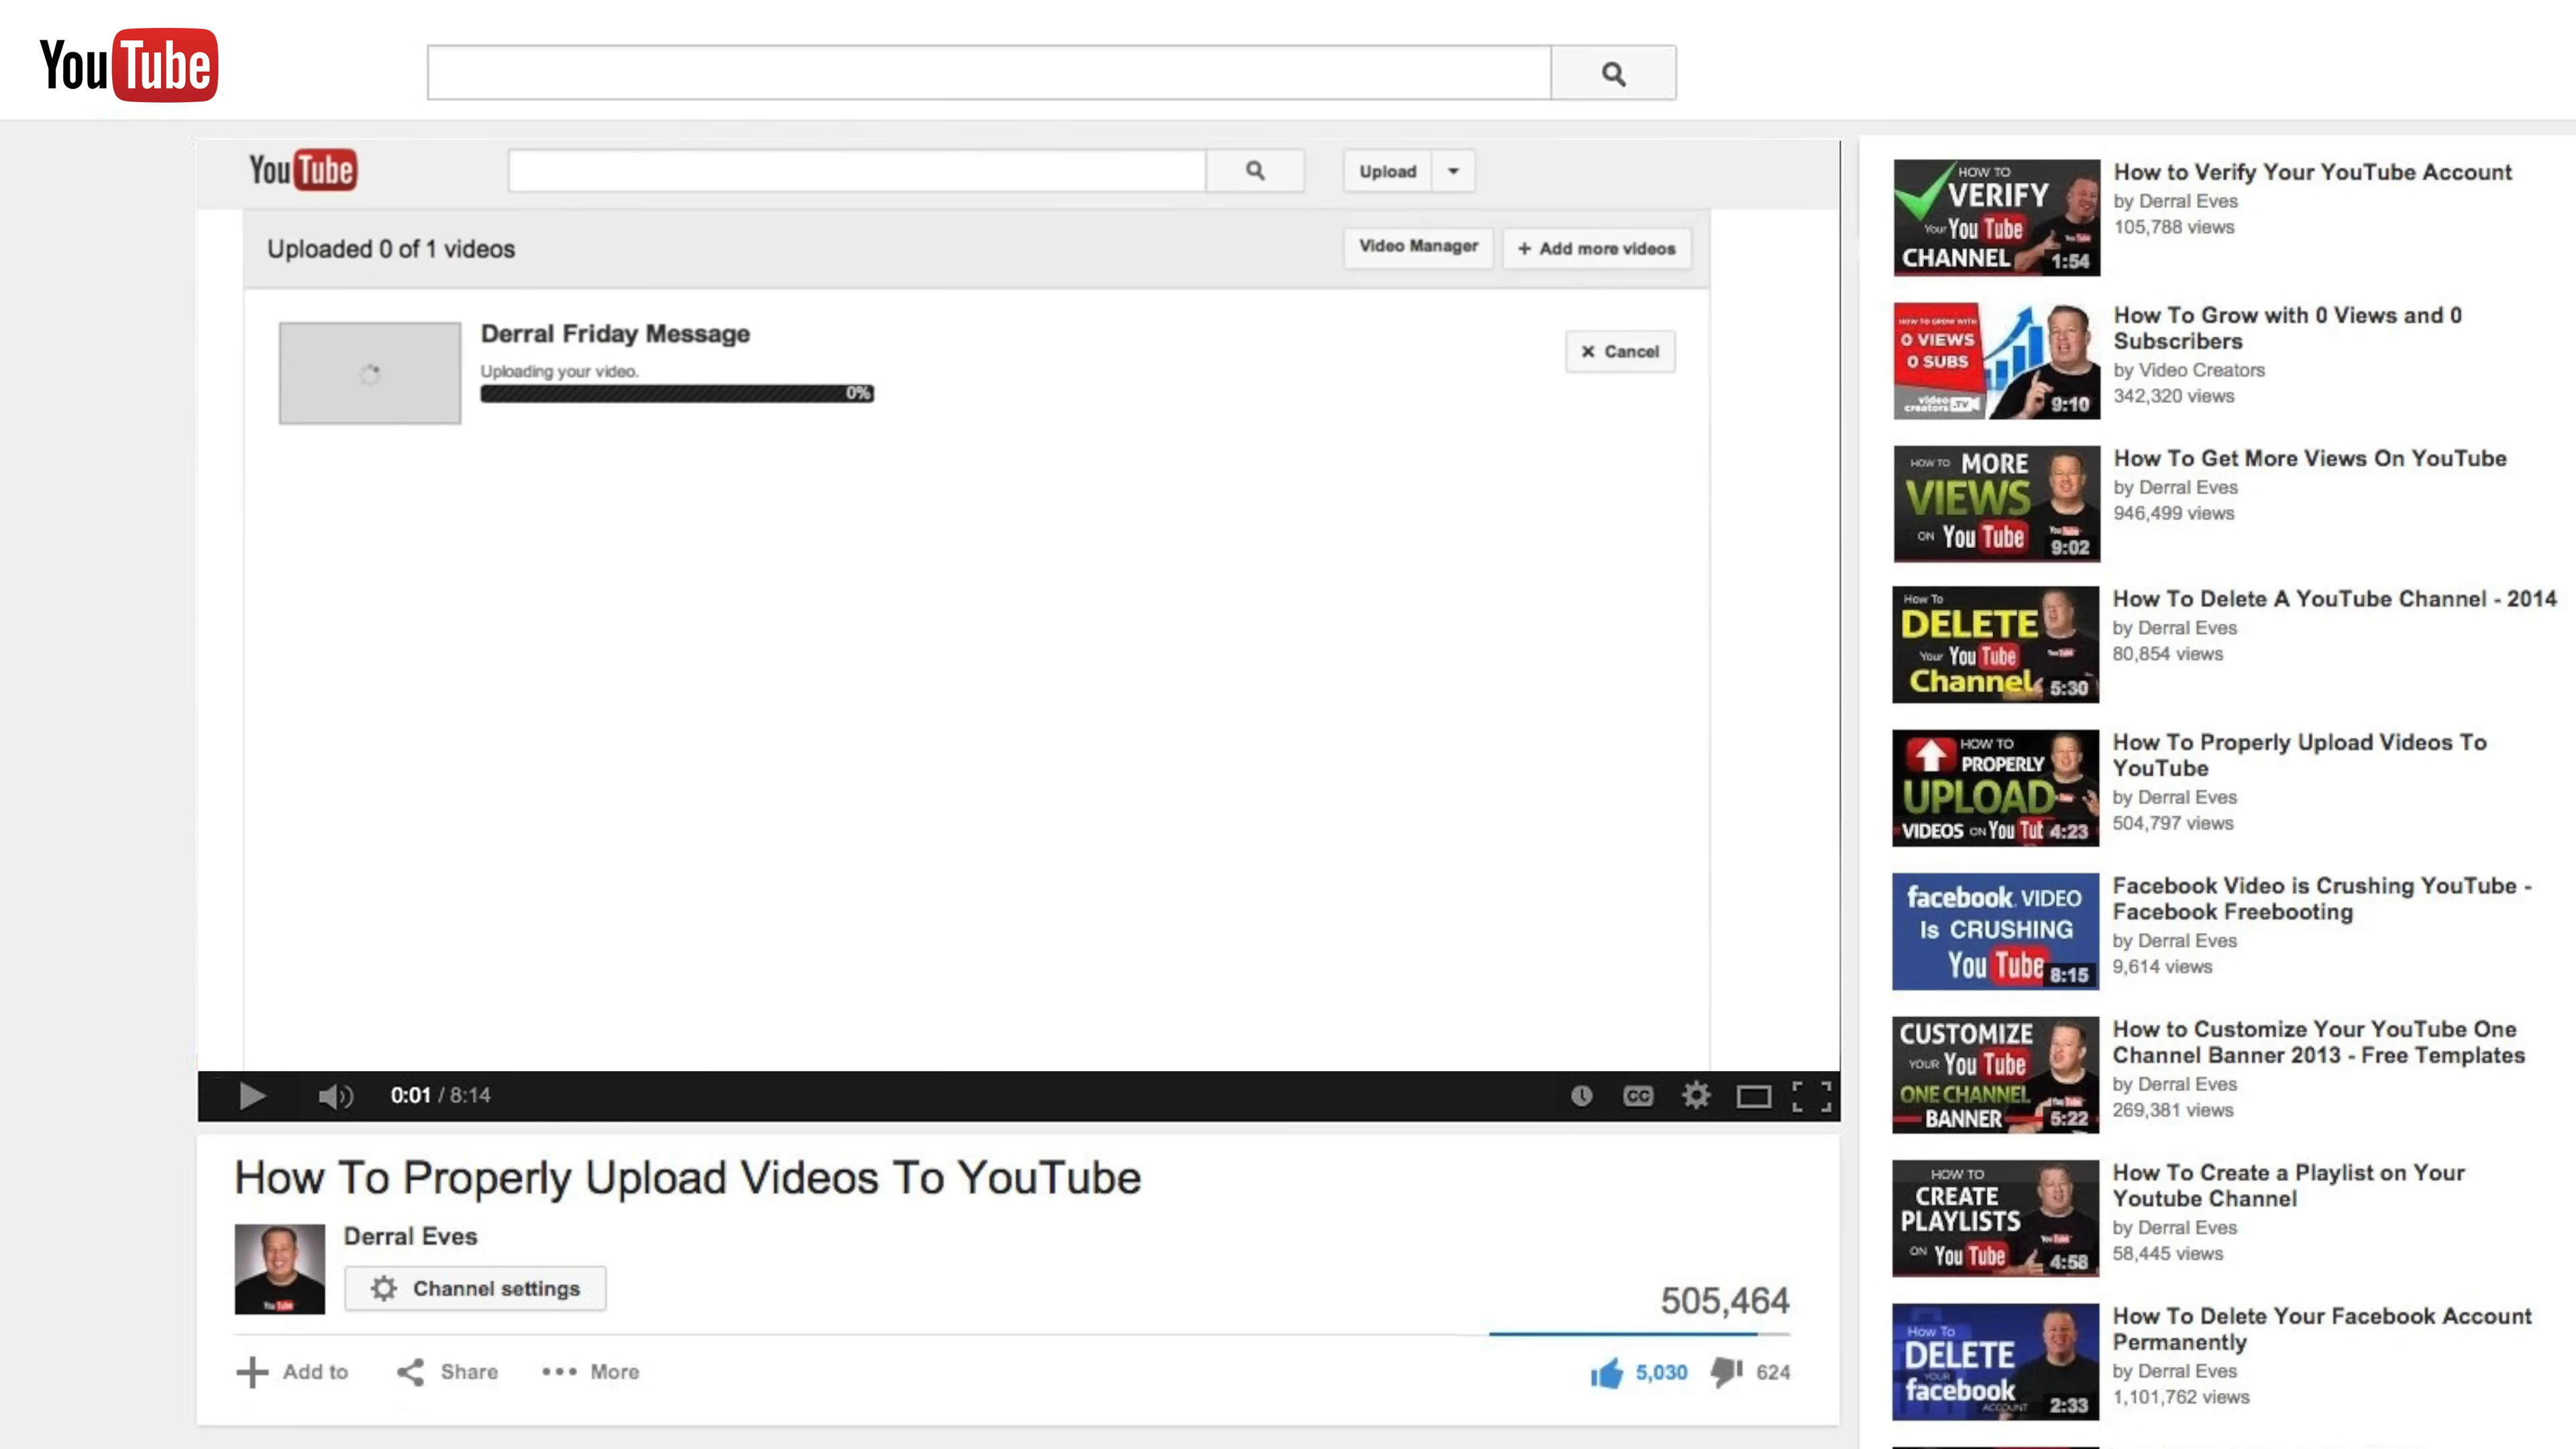 YouTube
YouTube
Upload
Uploaded 0 of 1 videos
Video Manager
+ Add more videos
Derral Friday Message
Uploading your video.
0%
× Cancel
0:01 / 8:14
CC
How To Properly Upload Videos To YouTube
Derral Eves
Channel settings
505,464
Add to
Share
More
5,030
624
HOW TO
VERIFY
Your YouTube
CHANNEL
1:54
How to Verify Your YouTube Account
by Derral Eves
105,788 views
HOW TO GROW WITH
0 VIEWS
0 SUBS
video
creators.TV
9:10
How To Grow with 0 Views and 0
Subscribers
by Video Creators
342,320 views
HOW TO MORE
VIEWS
ON YouTube
9:02
How To Get More Views On YouTube
by Derral Eves
946,499 views
How To
DELETE
Your YouTube
Channel
5:30
How To Delete A YouTube Channel - 2014
by Derral Eves
80,854 views
HOW TO
PROPERLY
UPLOAD
VIDEOS ON YouTub
4:23
How To Properly Upload Videos To
YouTube
by Derral Eves
504,797 views
facebook VIDEO
Is CRUSHING
YouTube
8:15
Facebook Video is Crushing YouTube -
Facebook Freebooting
by Derral Eves
9,614 views
CUSTOMIZE
YOUR YouTube
ONE CHANNEL
BANNER
5:22
How to Customize Your YouTube One
Channel Banner 2013 - Free Templates
by Derral Eves
269,381 views
HOW TO
CREATE
PLAYLISTS
ON YouTube
4:58
How To Create a Playlist on Your
Youtube Channel
by Derral Eves
58,445 views
How To
DELETE
YOUR
facebook
ACCOUNT
2:33
How To Delete Your Facebook Account
Permanently
by Derral Eves
1,101,762 views